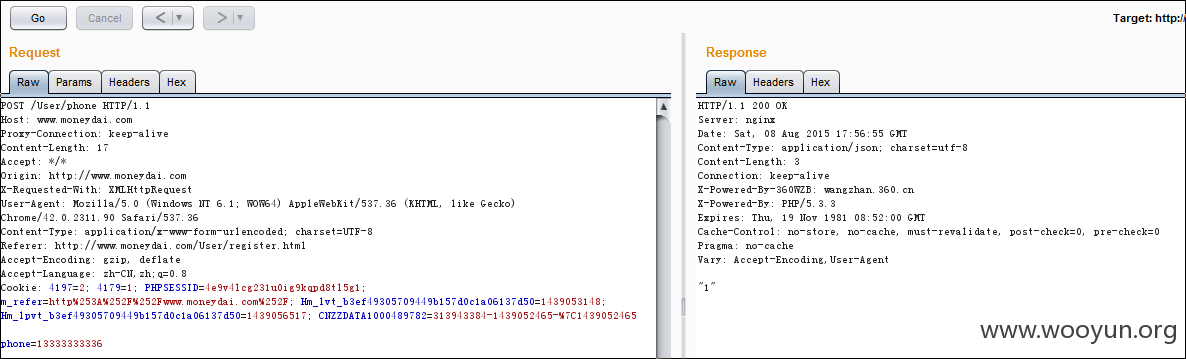 Go Cancel < > Target: http:/
Request
Raw Params Headers Hex
POST /User/phone HTTP/1.1
Host: www.moneydai.com
Proxy-Connection: keep-alive
Content-Length: 17
Accept: */*
Origin: http://www.moneydai.com
X-Requested-With: XMLHttpRequest
User-Agent: Mozilla/5.0 (Windows NT 6.1; WOW64) AppleWebKit/537.36 (KHTML, like Gecko)
Chrome/42.0.2311.90 Safari/537.36
Content-Type: application/x-www-form-urlencoded; charset=UTF-8
Referer: http://www.moneydai.com/User/register.html
Accept-Encoding: gzip, deflate
Accept-Language: zh-CN,zh;q=0.8
Cookie: 4197=2; 4179=1; PHPSESSID=4e9v4lcg231u0ig9kqpd8t15g1;
m_refer=http%253A%252F%252Fwww.moneydai.com%252F; Hm_lvt_b3ef49305709449b157d0c1a06137d50=1439053148;
Hm_lpvt_b3ef49305709449b157d0c1a06137d50=1439056517; CNZZDATA1000489782=313943384-1439052465-%7C1439052465
phone=13333333336
Response
Raw Headers Hex
HTTP/1.1 200 OK
Server: nginx
Date: Sat, 08 Aug 2015 17:56:55 GMT
Content-Type: application/json; charset=utf-8
Content-Length: 3
Connection: keep-alive
X-Powered-By-360WZB: wangzhan.360.cn
X-Powered-By: PHP/5.3.3
Expires: Thu, 19 Nov 1981 08:52:00 GMT
Cache-Control: no-store, no-cache, must-revalidate, post-check=0, pre-check=0
Pragma: no-cache
Vary: Accept-Encoding,User-Agent
"1"
www.wooyun.org